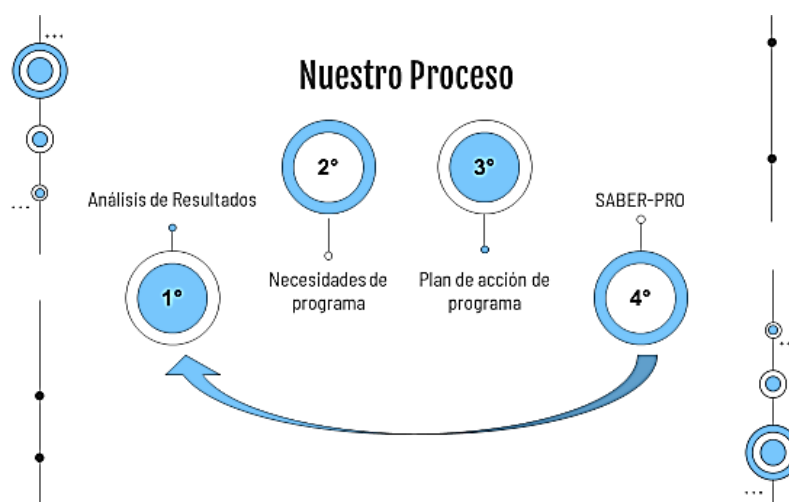 Nuestro Proceso
1°
Análisis de Resultados
2°
Necesidades de
programa
3°
Plan de acción de
programa
4°
SABER-PRO